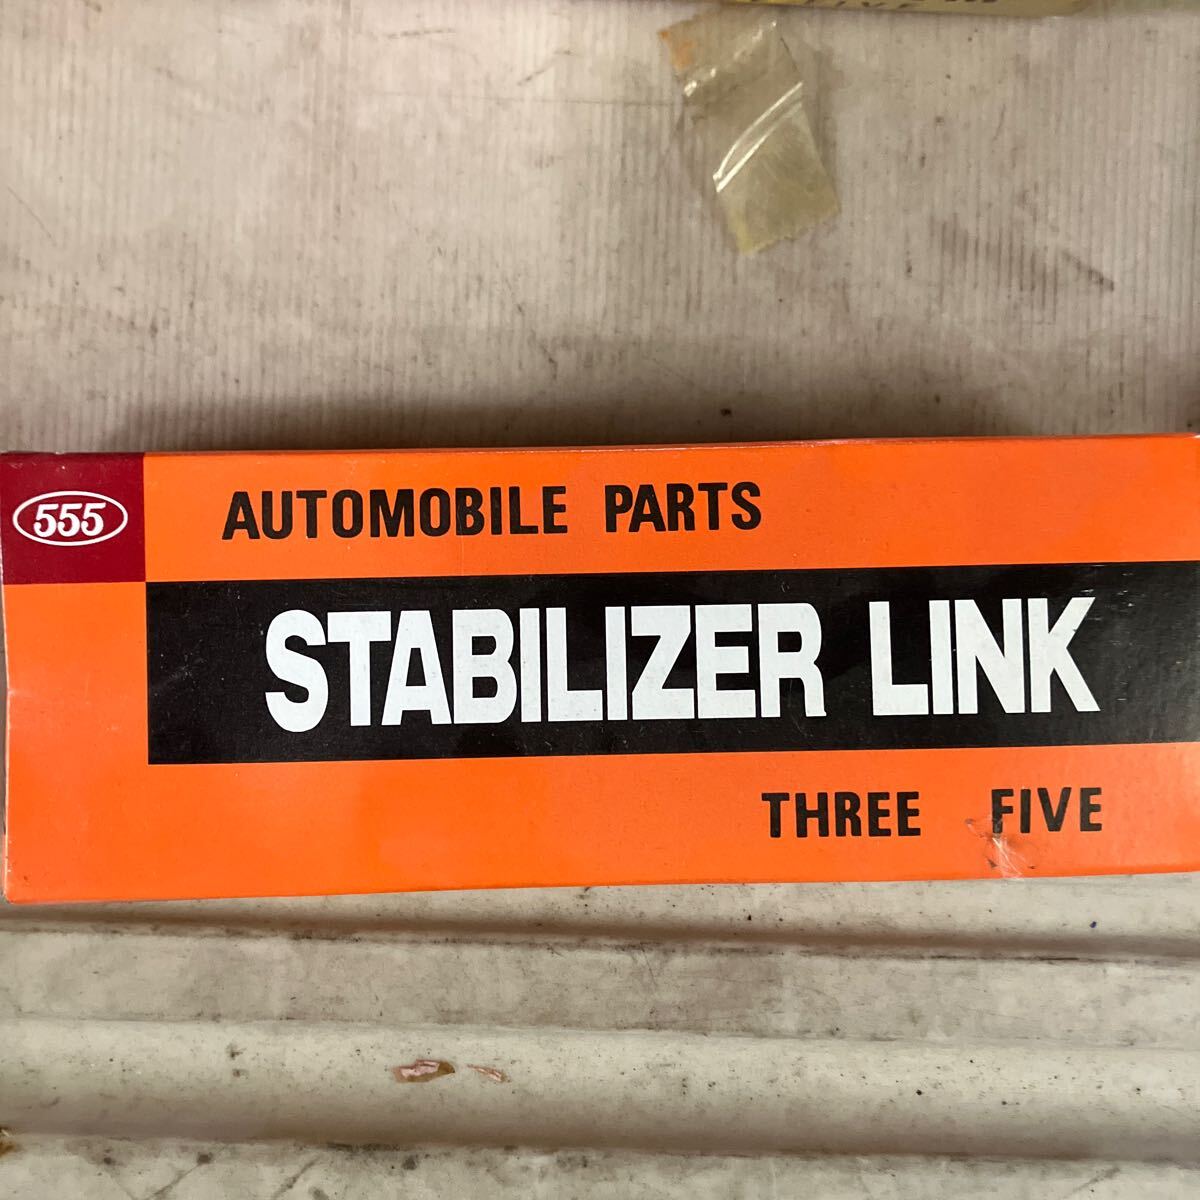 555
AUTOMOBILE PARTS
STABILIZER LINK
THREE FIVE